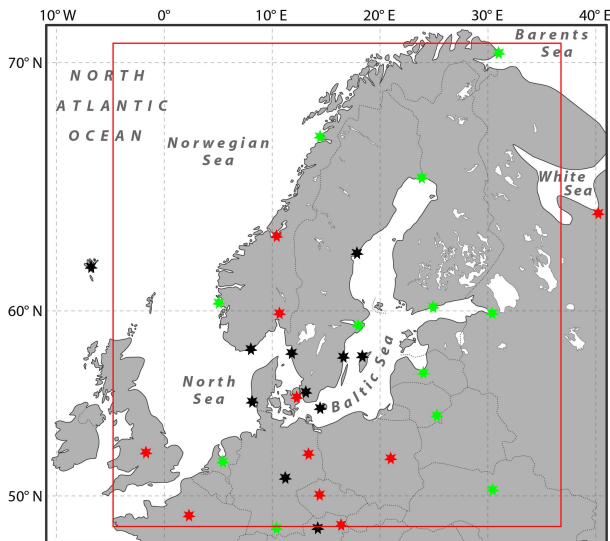 10° W
0°
10° E
20° E
30° E
40° E
Barents
Sea
70° N
NORTH
ATLANTIC
OCEAN
Norwegian
Sea
White
Sea
60° N
North
Sea
Baltic Sea
50° N